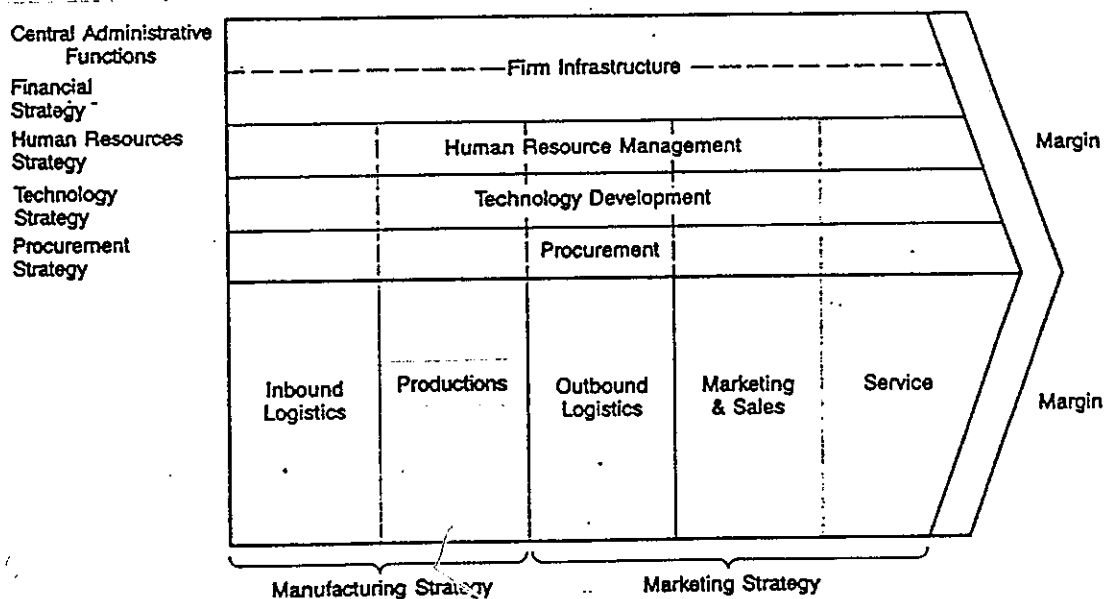 Central Administrative
Functions
Firm Infrastructure
Financial
Strategy
Human Resources
Strategy
Human Resource Management
Margin
Technology
Strategy
Technology Development
Procurement
Strategy
Procurement
Inbound
Logistics
Productions
Outbound
Logistics
Marketing
& Sales
Service
Margin
Manufacturing Strategy
Marketing Strategy